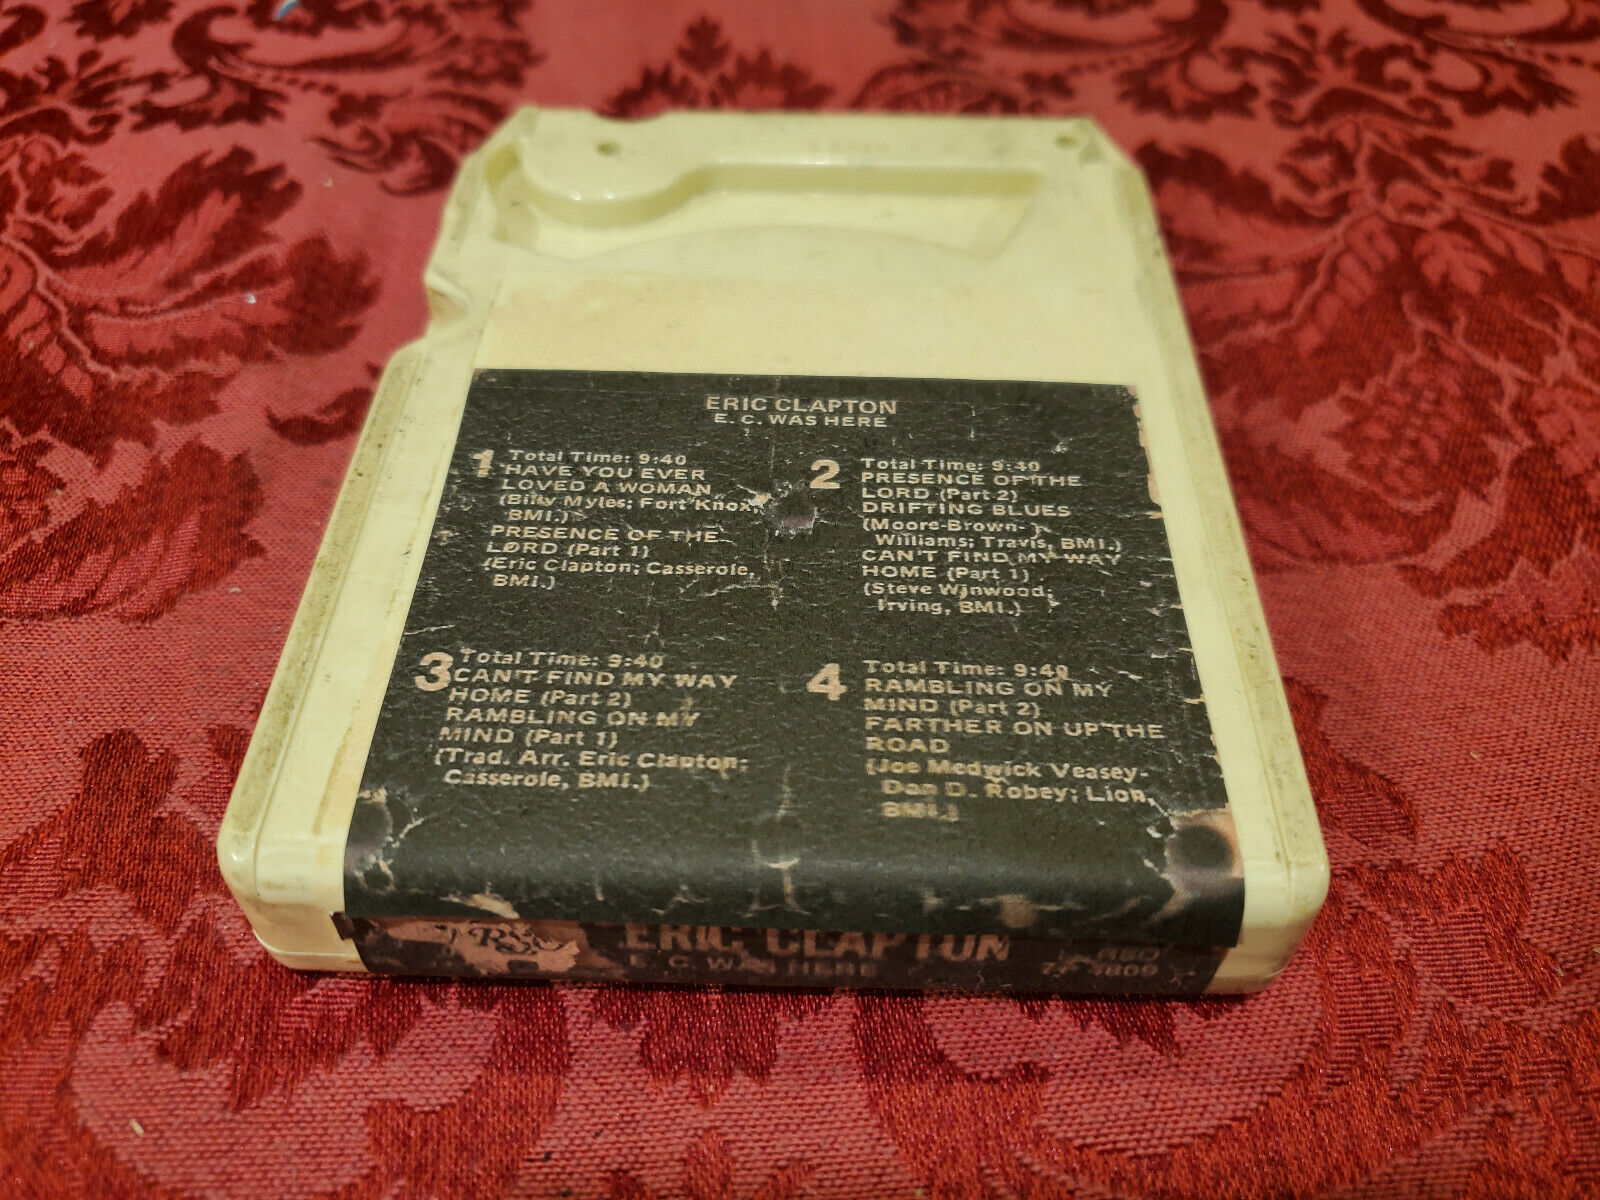 ERIC CLAPTON
E. C. WAS HERE
1 Total Time: 9:40
HAVE YOU EVER
LOVED A WOMAN
(Billy Myles; Fort Knox,
BMI.)
PRESENCE OF THE
LORD (Part 1)
(Eric Clapton; Casserole,
BMI.)
2 Total Time: 9:40
PRESENCE OF THE
LORD (Part 2)
DRIFTING BLUES
(Moore-Brown-
Williams; Travis, BMI.)
CAN'T FIND MY WAY
HOME (Part 1)
(Steve Winwood;
Irving, BMI.)
3 Total Time: 9:40
CAN'T FIND MY WAY
HOME (Part 2)
RAMBLING ON MY
MIND (Part 1)
(Trad. Arr. Eric Clapton;
Casserole, BMI.)
4 Total Time: 9:40
RAMBLING ON MY
MIND (Part 2)
FARTHER ON UP THE
ROAD
(Joe Medwick Veasey-
Dan D. Robey; Lion,
BMI.)
RSO
ERIC CLAPTON
E. C. WAS HERE
RSO
4809